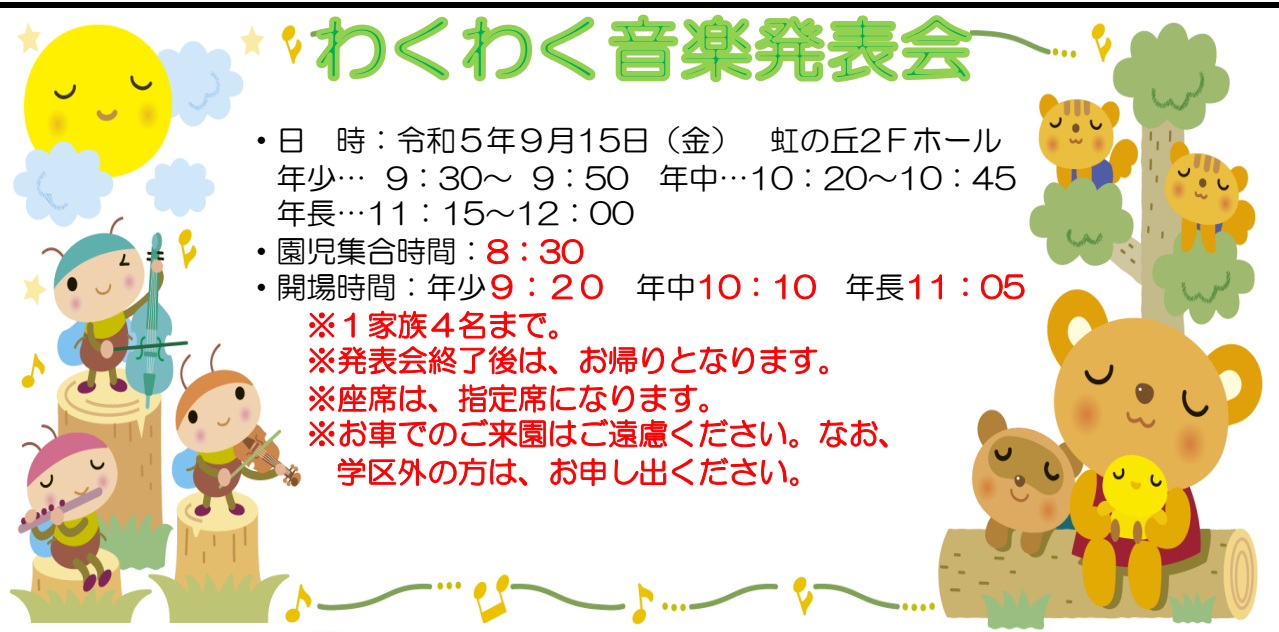 わくわく音楽発表会
・日　時：令和５年９月15日（金）　虹の丘2Ｆホール
年少… ９：30～ ９：50　年中…10：20～10：45
年長…11：15～12：00
・園児集合時間：８：30
・開場時間：年少９：２０　年中10：10　年長11：05
※１家族４名まで。
※発表会終了後は、お帰りとなります。
※座席は、指定席になります。
※お車でのご来園はご遠慮ください。なお、
学区外の方は、お申し出ください。